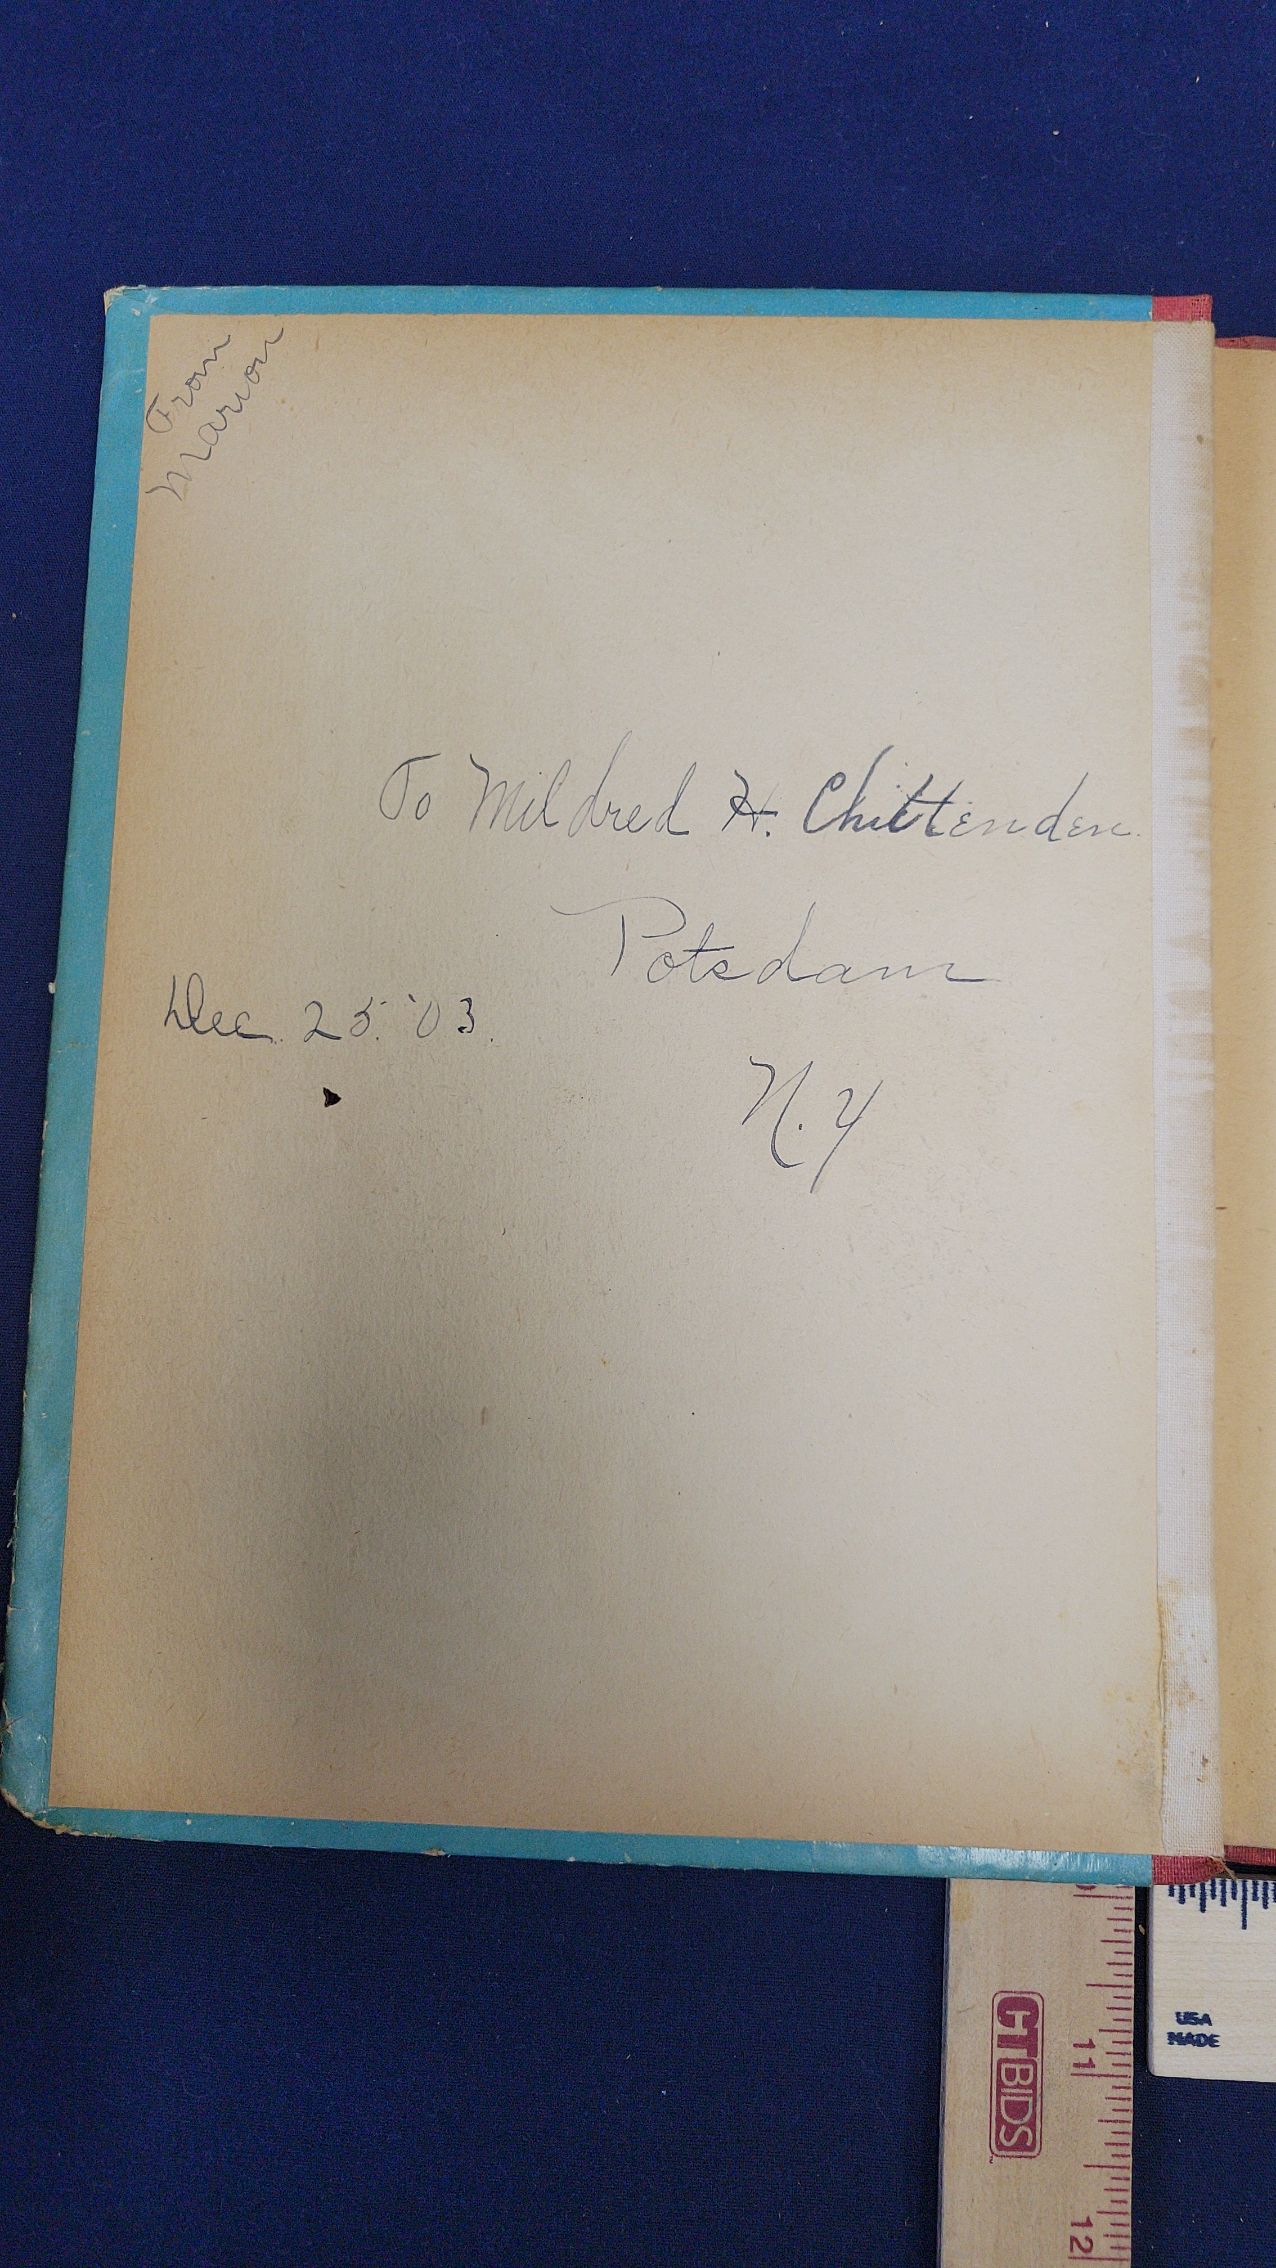 From
Marion
To Mildred H. Chittenden
Potsdam
Dec. 25. '03.
N.Y
USA
MADE
CTBIDS
11
12